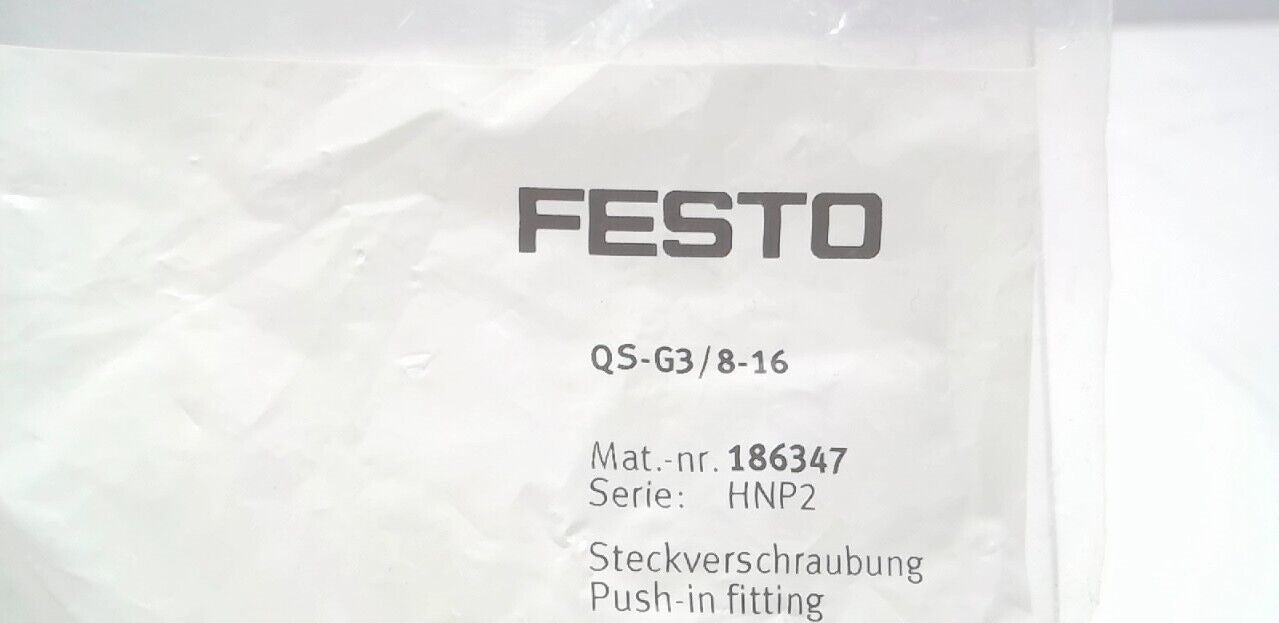 FESTO
QS-G3/8-16
Mat.-nr. 186347
Serie: HNP2
Steckverschraubung
Push-in fitting